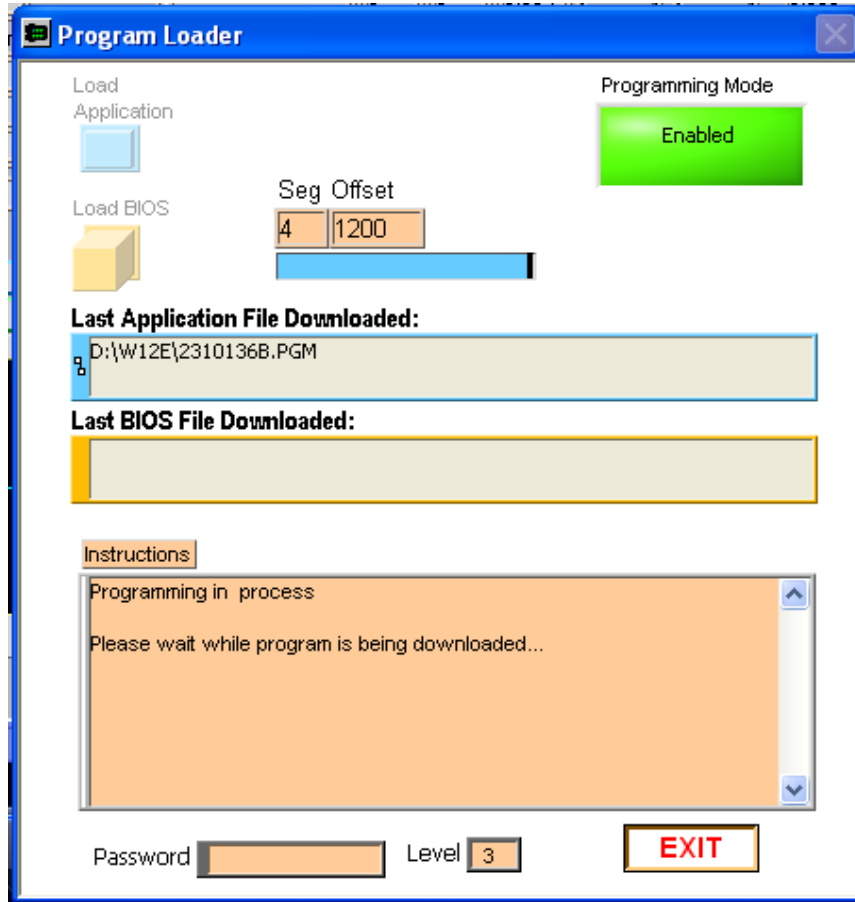 Program Loader
Load
Application
Programming Mode
Enabled
Load BIOS
Seg Offset
4 1200
Last Application File Downloaded:
D:\W12E\2310136B.PGM
Last BIOS File Downloaded:
Instructions
Programming in  process
Please wait while program is being downloaded...
Password Level 3 EXIT